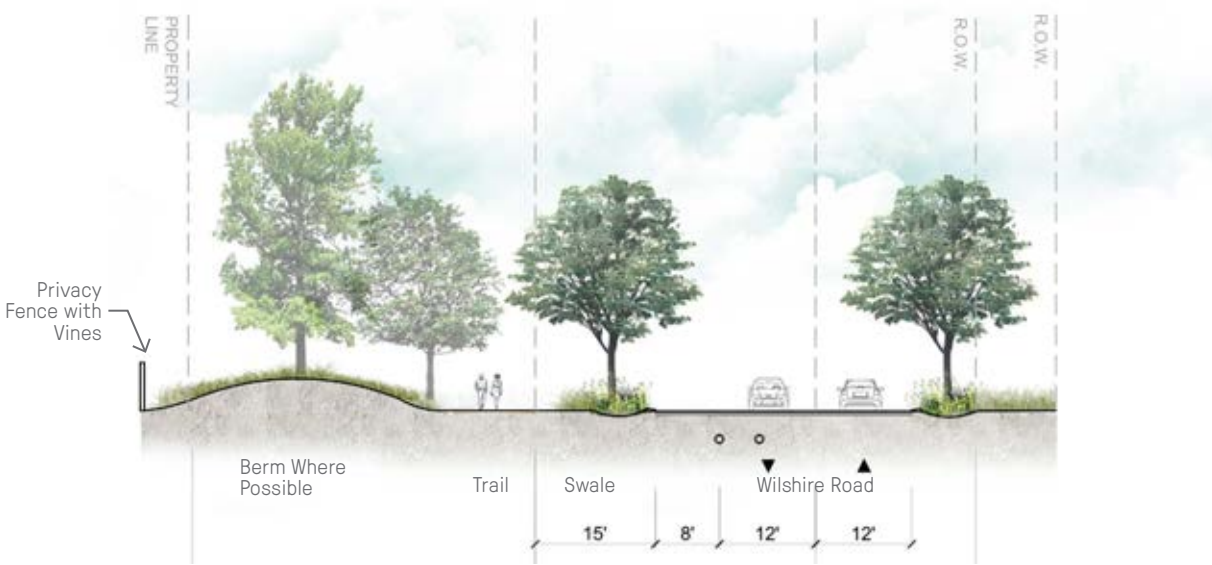 PROPERTY
LINE
R.O.W.
R.O.W.
Privacy
Fence with
Vines
Berm Where
Possible
Trail
Swale
Wilshire Road
15'
8'
12'
12'